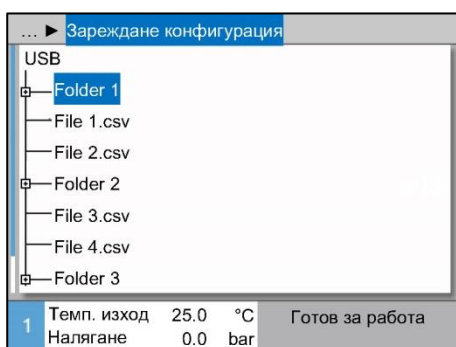 ... ► Зареждане конфигурация
USB
Folder 1
File 1.csv
File 2.csv
Folder 2
File 3.csv
File 4.csv
Folder 3
1 Темп. изход 25.0 °C Готов за работа
Налягане 0.0 bar